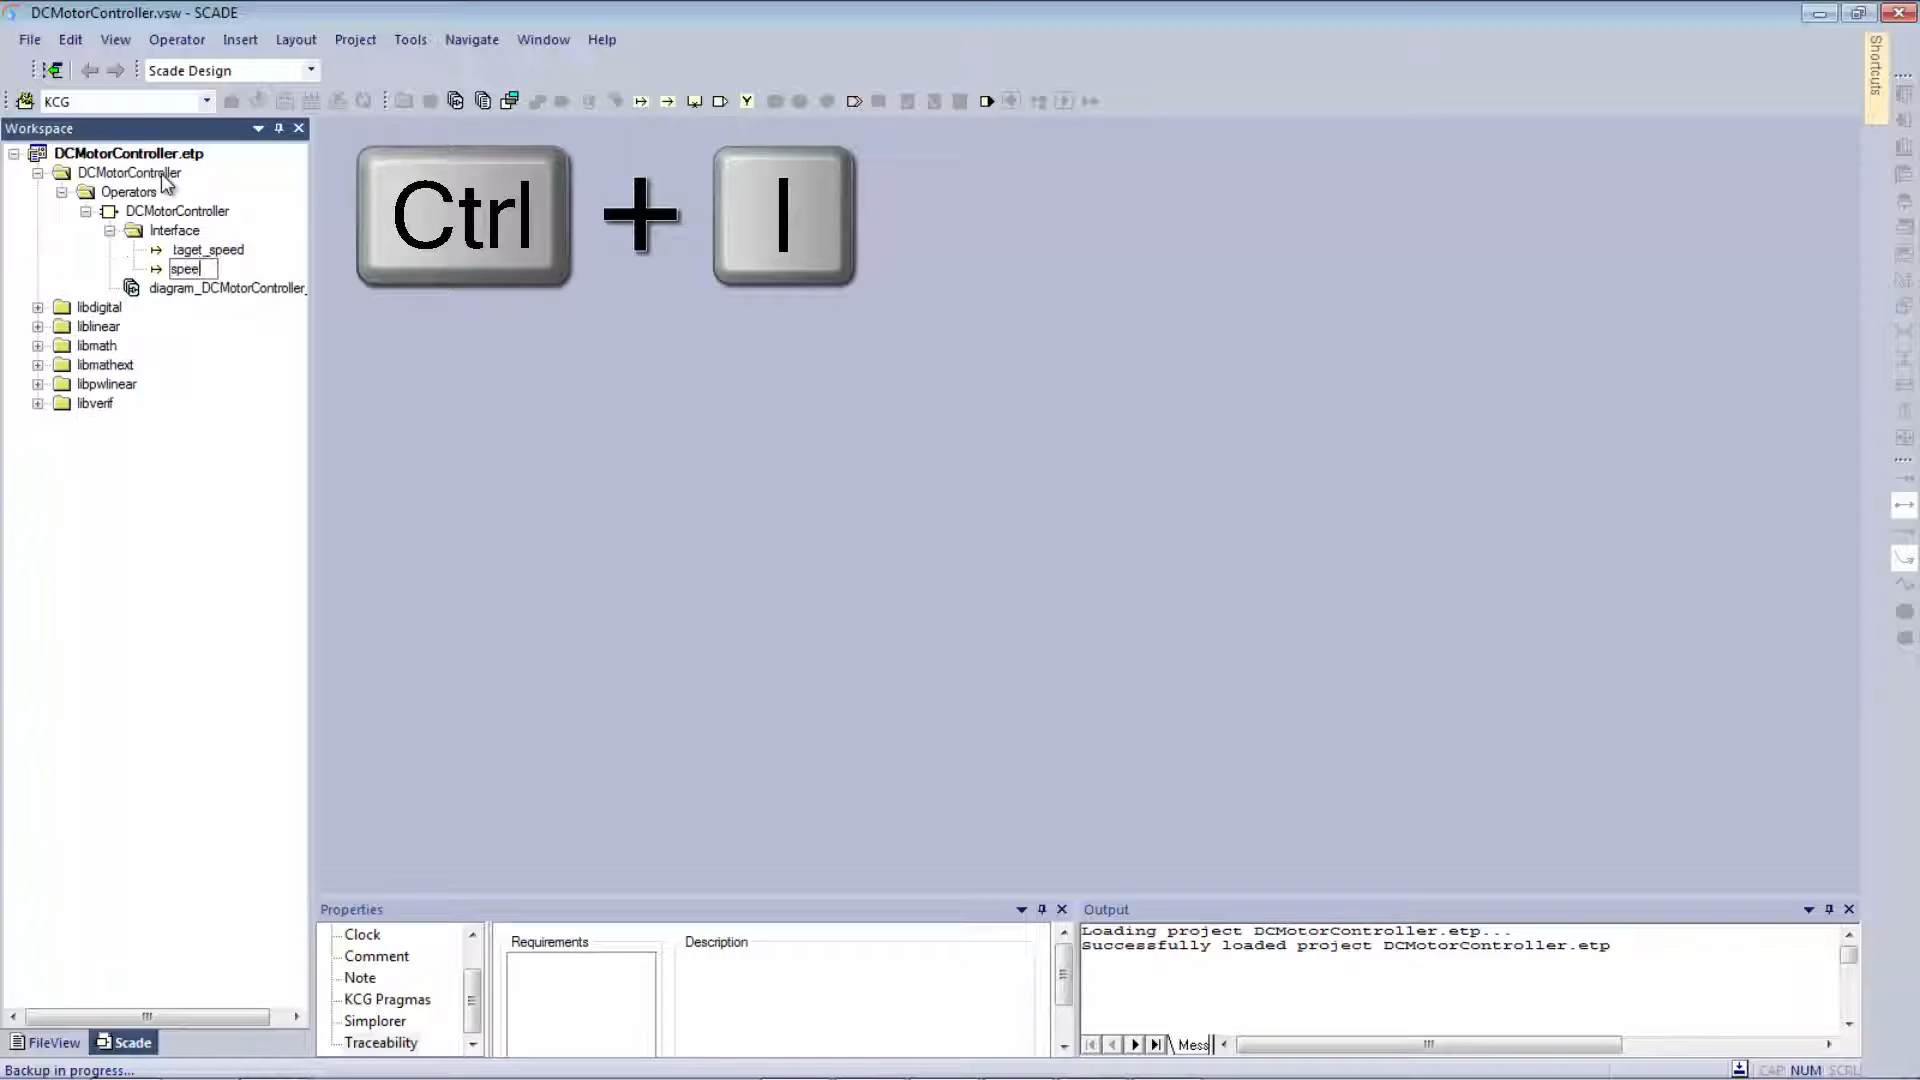 DCMotorController.vsw - SCADE
File Edit View Operator Insert Layout Project Tools Navigate Window Help
Scade Design
KCG
Shortcuts
Workspace
DCMotorController.etp
DCMotorController
Operators
DCMotorController
Interface
taget_speed
spee
diagram_DCMotorController_
libdigital
liblinear
libmath
libmathext
libpwlinear
libverif
Ctrl + I
FileView Scade
Properties
Clock
Comment
Note
KCG Pragmas
Simplorer
Traceability
Requirements Description
Output
Loading project DCMotorController.etp...
Successfully loaded project DCMotorController.etp
Mess
Backup in progress...
CAP NUM SCRL